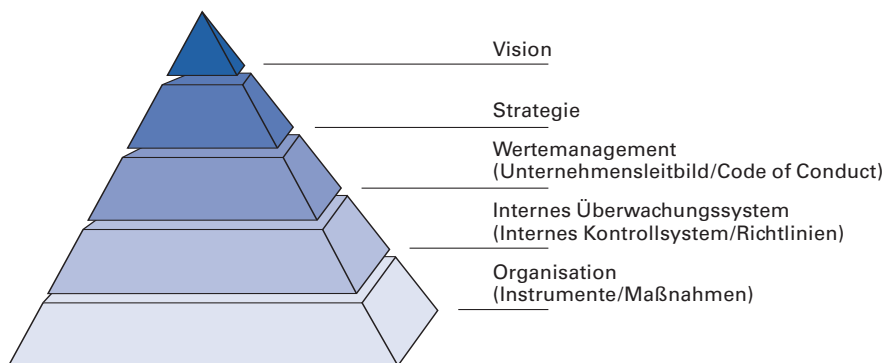 Vision
Strategie
Wertemanagement
(Unternehmensleitbild/Code of Conduct)
Internes Überwachungssystem
(Internes Kontrollsystem/Richtlinien)
Organisation
(Instrumente/Maßnahmen)